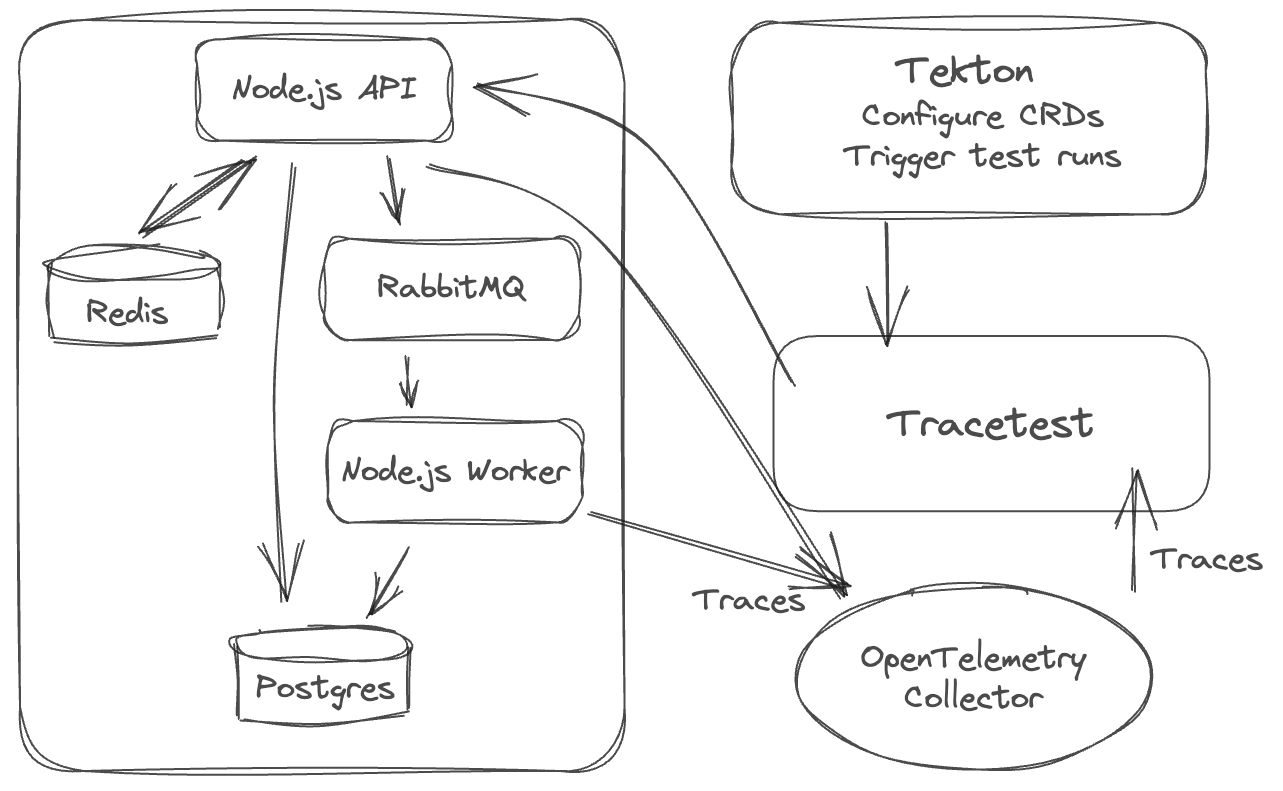 Node.js API
Redis
RabbitMQ
Node.js Worker
Postgres
Tekton
Configure CRDs
Trigger test runs
Tracetest
Traces
Traces
OpenTelemetry
Collector